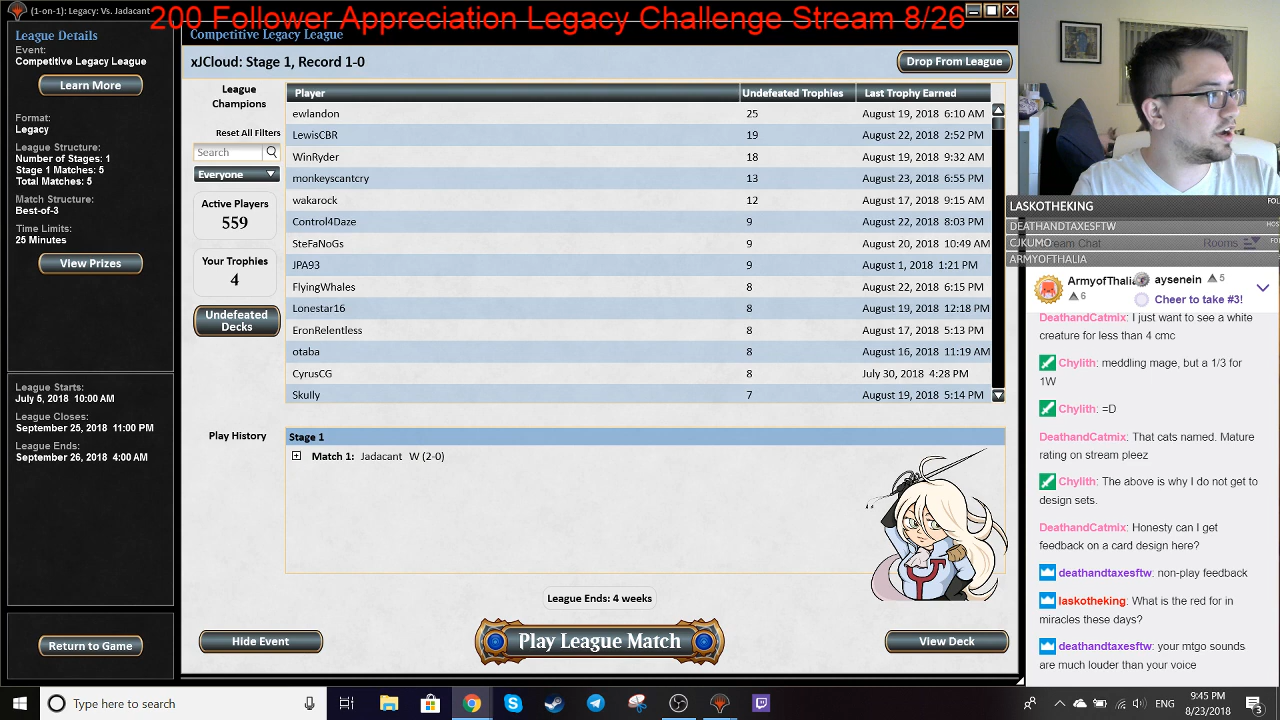 (1-on-1): Legacy: Vs. Jadacant
200 Follower Appreciation Legacy Challenge Stream 8/26
League Details
Event:
Competitive Legacy League
Learn More
Format:
Legacy
League Structure:
Number of Stages: 1
Stage 1 Matches: 5
Total Matches: 5
Match Structure:
Best-of-3
Time Limits:
25 Minutes
View Prizes
League Starts:
July 5, 2018 10:00 AM
League Closes:
September 25, 2018 11:00 PM
League Ends:
September 26, 2018 4:00 AM
Return to Game
Competitive Legacy League
xJCloud: Stage 1, Record 1-0
Drop From League
League
Champions
Reset All Filters
Search
Everyone
Active Players
559
Your Trophies
4
Undefeated
Decks
Player Undefeated Trophies Last Trophy Earned
ewlandon 25 August 19, 2018 6:10 AM
LewisCBR 19 August 22, 2018 2:52 PM
WinRyder 18 August 19, 2018 9:32 AM
monkeyscantcry 13 August 23, 2018 6:55 PM
wakarock 12 August 17, 2018 9:15 AM
Control4Daze 9 August 22, 2018 8:03 PM
SteFaNoGs 9 August 20, 2018 10:49 AM
JPA93 9 August 1, 2018 1:21 PM
FlyingWhales 8 August 22, 2018 6:15 PM
Lonestar16 8 August 19, 2018 12:18 PM
EronRelentless 8 August 17, 2018 5:13 PM
otaba 8 August 16, 2018 11:19 AM
CyrusCG 8 July 30, 2018 4:28 PM
Skully 7 August 19, 2018 5:14 PM
Play History
Stage 1
Match 1: Jadacant W (2-0)
League Ends: 4 weeks
Hide Event
Play League Match
View Deck
LASKOTHEKING FOL
DEATHANDTAXESFTW HOS
CJKUMO Stream Chat Rooms
ARMYOFTHALIA
ArmyofThalia 6
aysenein 5
Cheer to take #3!
DeathandCatmix: I just want to see a white
creature for less than 4 cmc
Chylith: meddling mage, but a 1/3 for
1W
Chylith: =D
DeathandCatmix: That cats named. Mature
rating on stream pleez
Chylith: The above is why I do not get to
design sets.
DeathandCatmix: Honesty can I get
feedback on a card design here?
deathandtaxesftw: non-play feedback
laskotheking: What is the red for in
miracles these days?
deathandtaxesftw: your mtgo sounds
are much louder than your voice
Type here to search
ENG
9:45 PM
8/23/2018
3